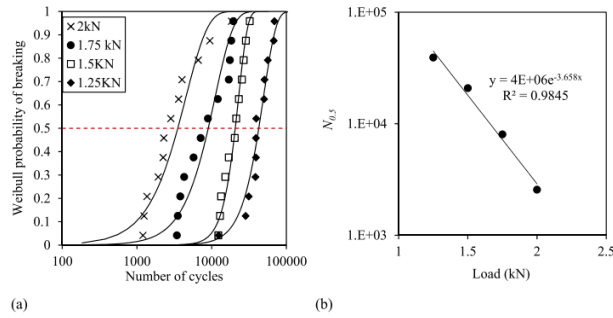 1
0.9
0.8
0.7
0.6
0.5
0.4
0.3
0.2
0.1
0
Weibull probability of breaking
2kN
1.75 kN
1.5KN
1.25KN
100 1000 10000 100000
Number of cycles
(a)
1.E+05
1.E+04
1.E+03
N0.5
y = 4E+06e-3.658x
R² = 0.9845
1 1.5 2 2.5
Load (kN)
(b)